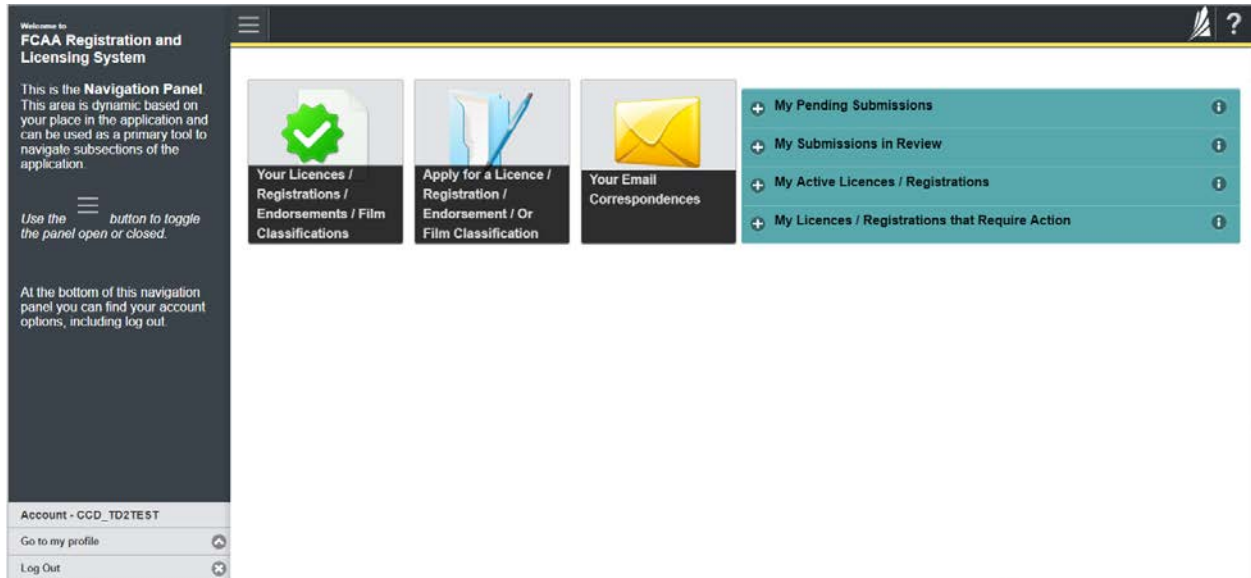 Welcome to
FCAA Registration and
Licensing System
This is the Navigation Panel.
This area is dynamic based on
your place in the application and
can be used as a primary tool to
navigate subsections of the
application.
Use the button to toggle
the panel open or closed.
At the bottom of this navigation
panel you can find your account
options, including log out.
Account - CCD_TD2TEST
Go to my profile
Log Out
?
Your Licences /
Registrations /
Endorsements / Film
Classifications
Apply for a Licence /
Registration /
Endorsement / Or
Film Classification
Your Email
Correspondences
My Pending Submissions
My Submissions in Review
My Active Licences / Registrations
My Licences / Registrations that Require Action